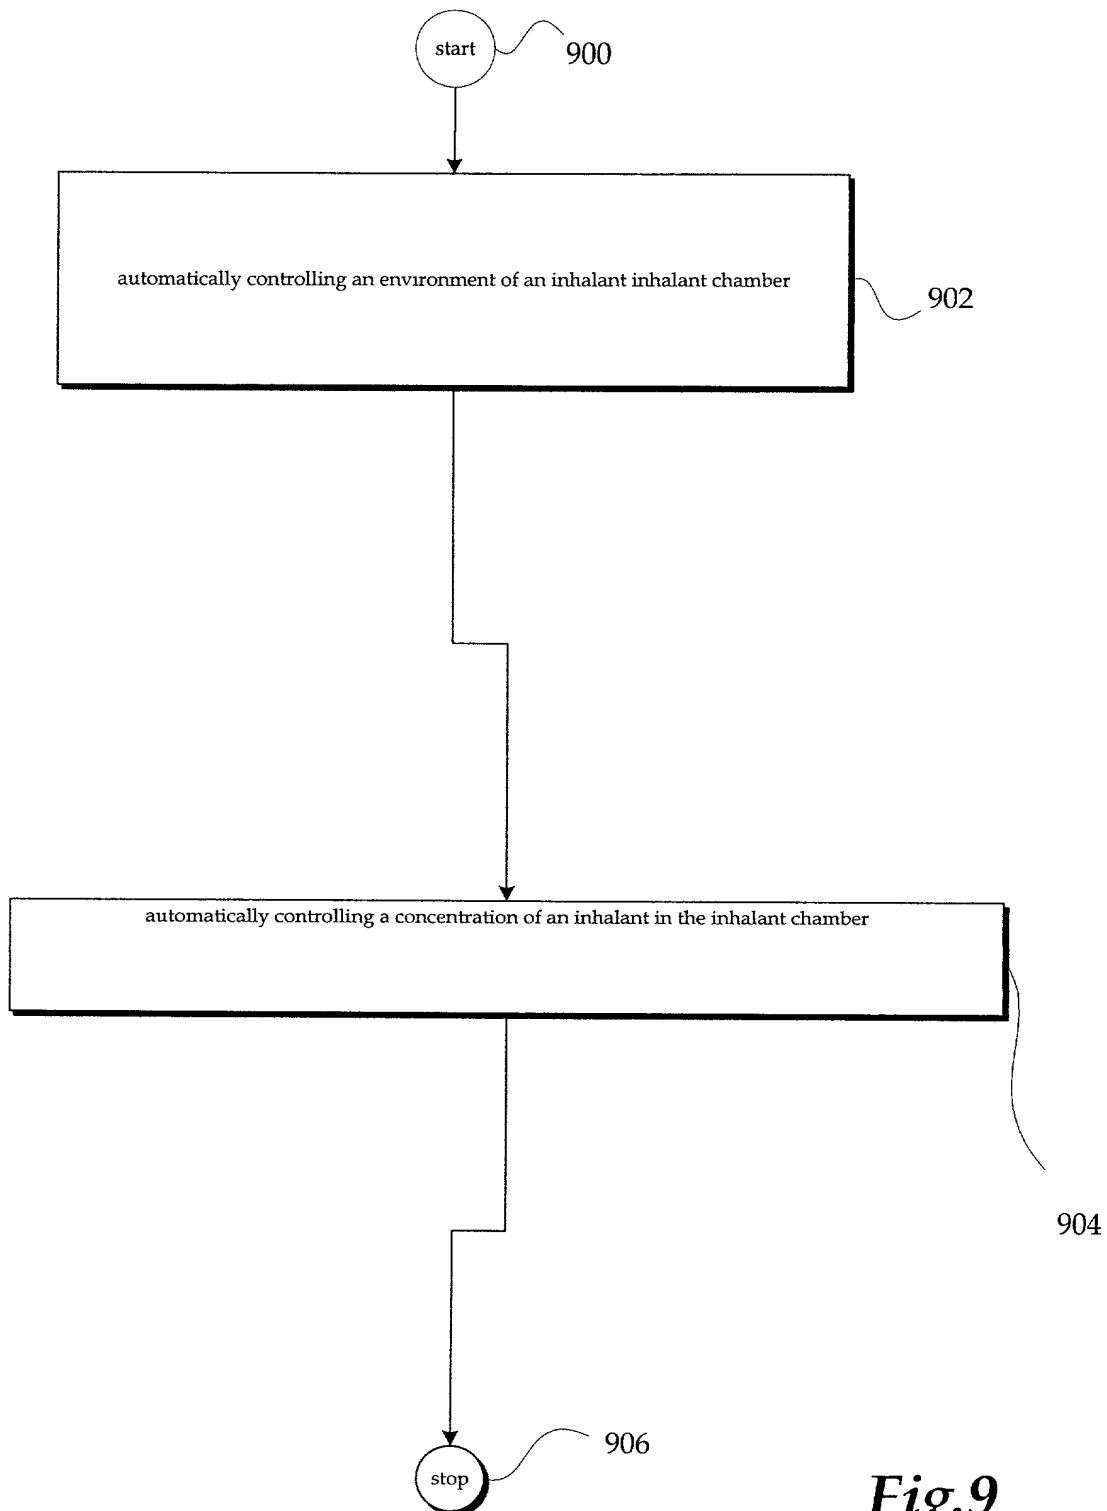 start
900
automatically controlling an environment of an inhalant inhalant chamber
902
automatically controlling a concentration of an inhalant in the inhalant chamber
904
906
stop
Fig.9